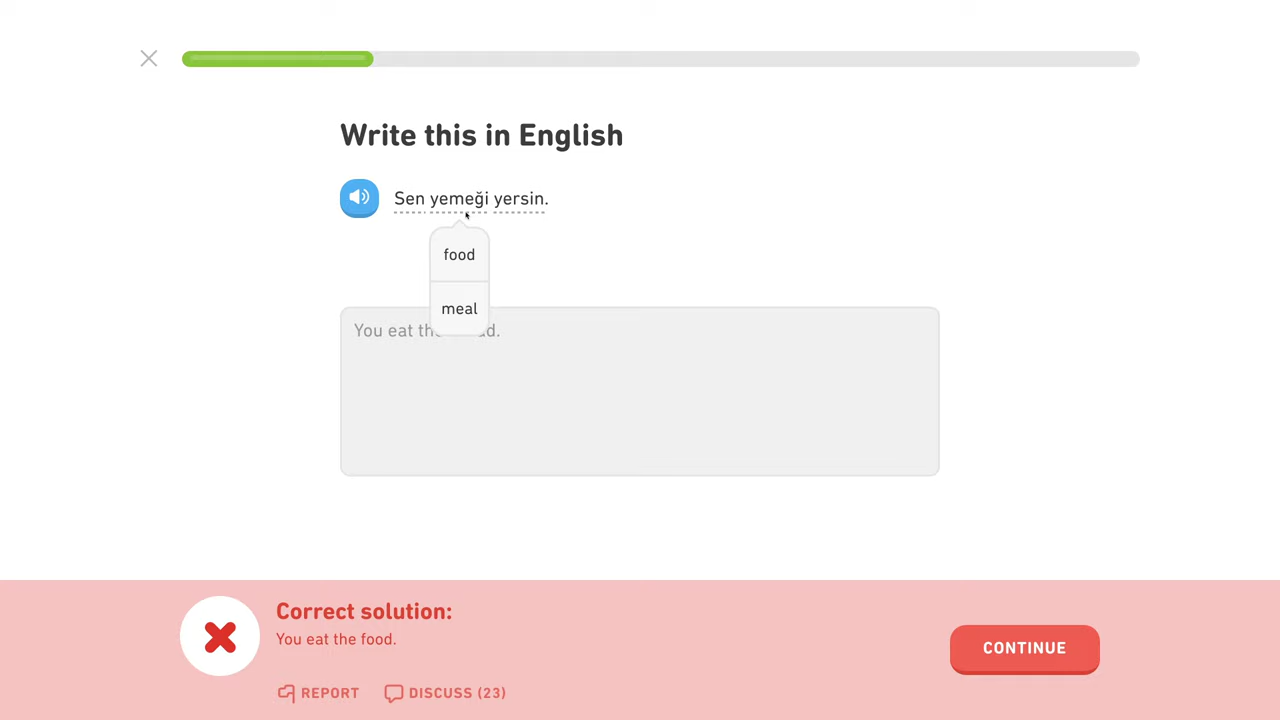 Write this in English
Sen yemeği yersin.
food
meal
You eat
Correct solution:
You eat the food.
CONTINUE
REPORT
DISCUSS (23)